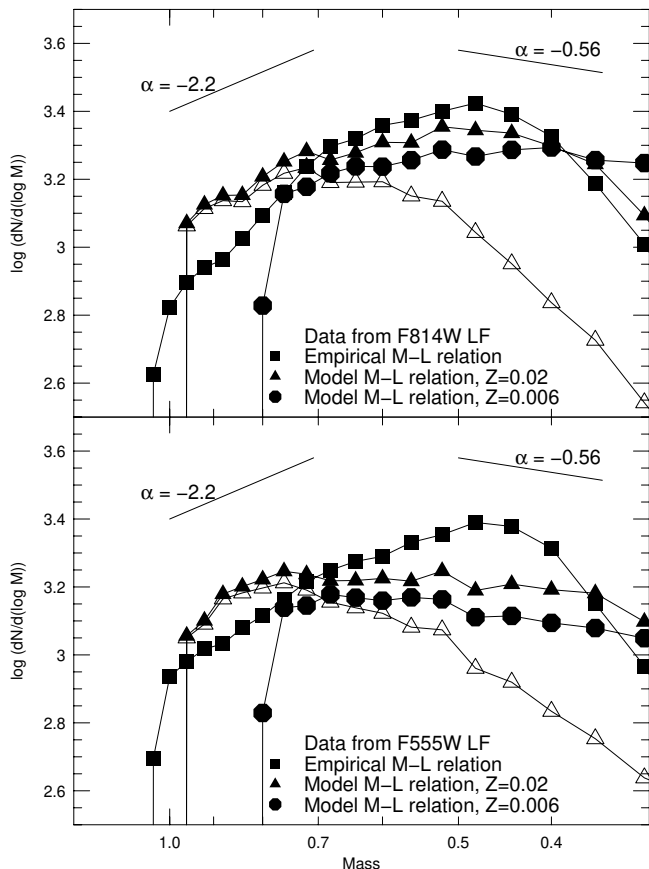 α = −2.2
α = −0.56
3.6
3.4
3.2
3
2.8
2.6
log (dN/d(log M))
Data from F814W LF
Empirical M−L relation
Model M−L relation, Z=0.02
Model M−L relation, Z=0.006
α = −2.2
α = −0.56
3.6
3.4
3.2
3
2.8
2.6
log (dN/d(log M))
Data from F555W LF
Empirical M−L relation
Model M−L relation, Z=0.02
Model M−L relation, Z=0.006
1.0 0.7 0.5 0.4
Mass